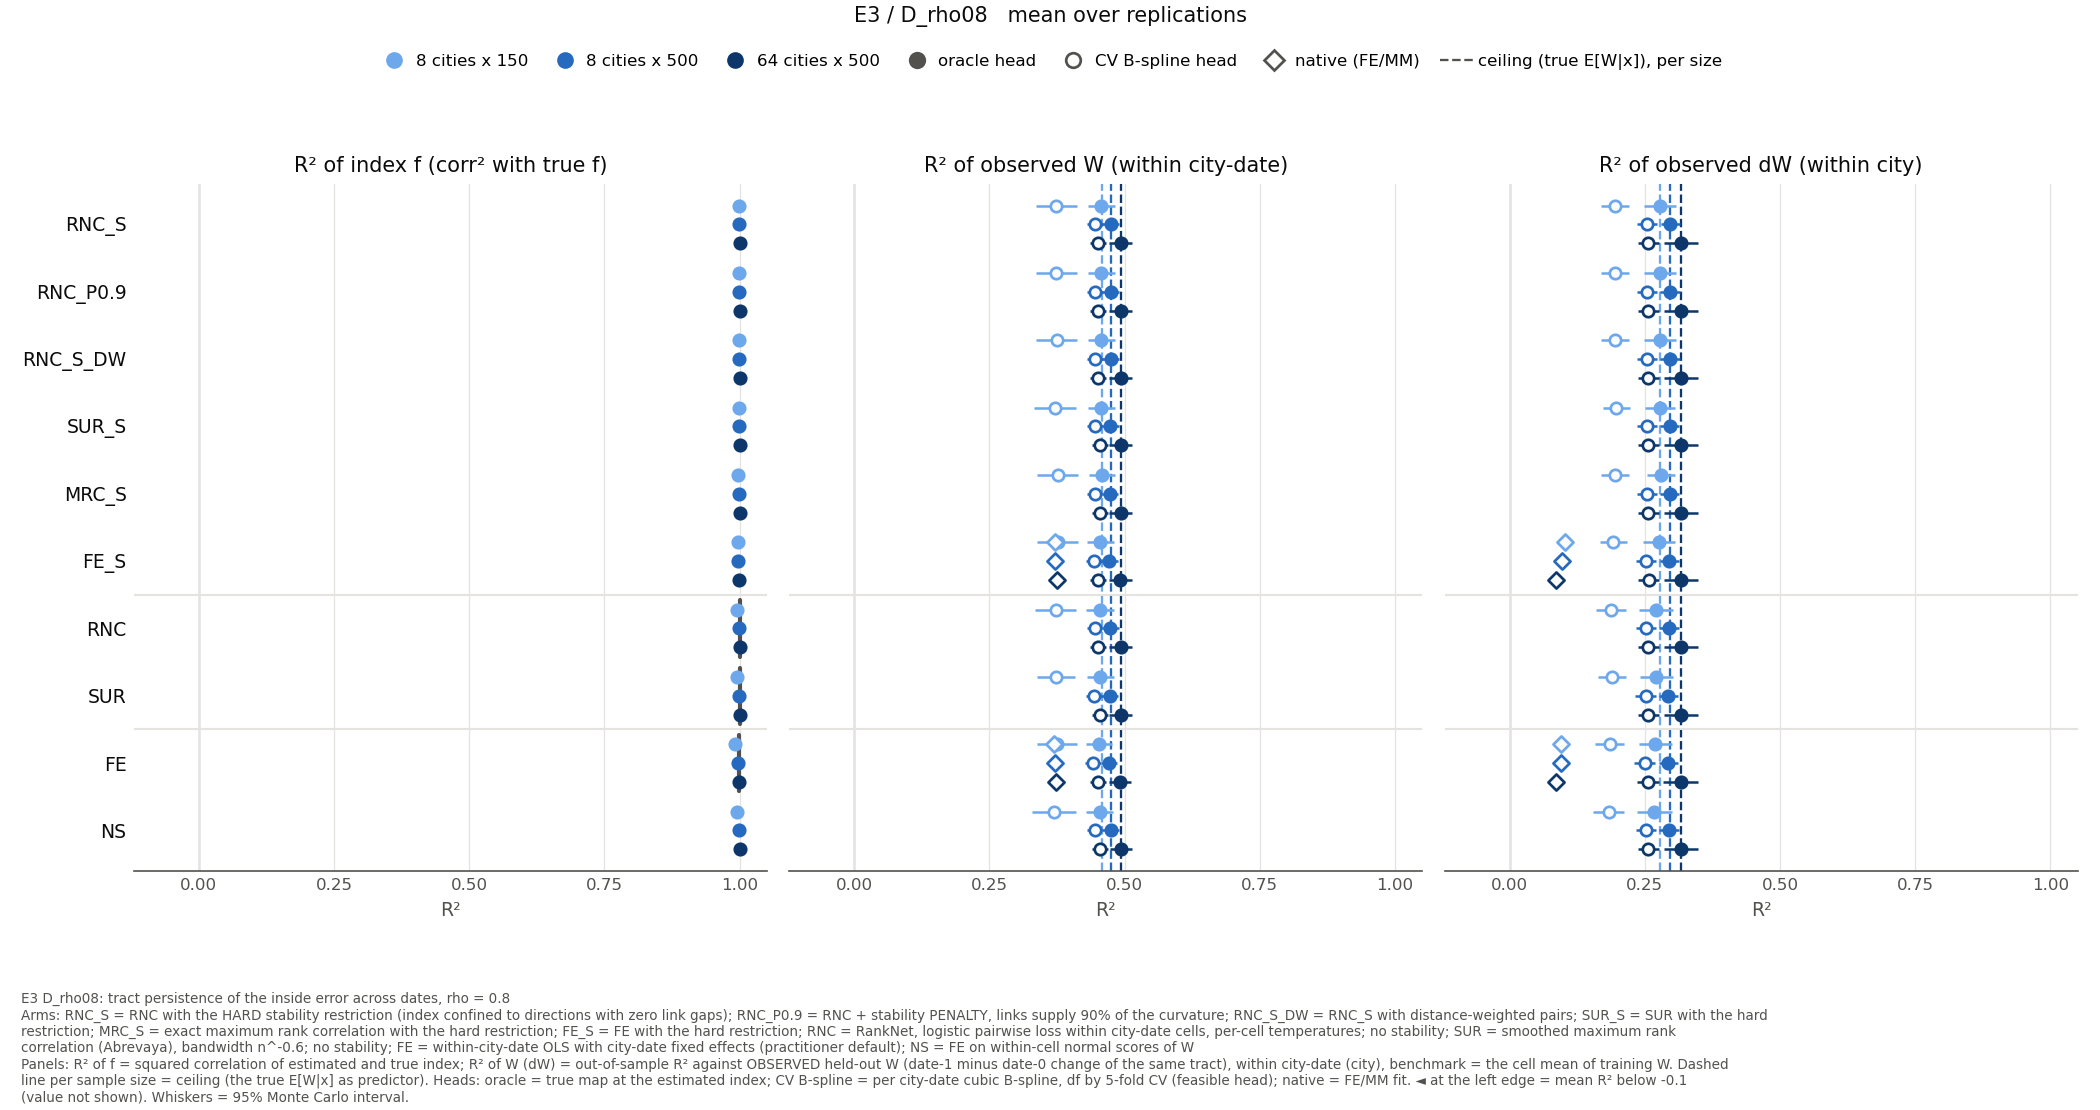 E3 / D_rho08   mean over replications
8 cities x 150   8 cities x 500   64 cities x 500   oracle head   CV B-spline head   native (FE/MM)   ceiling (true E[W|x]), per size
R² of index f (corr² with true f)   R² of observed W (within city-date)   R² of observed dW (within city)
RNC_S
RNC_P0.9
RNC_S_DW
SUR_S
MRC_S
FE_S
RNC
SUR
FE
NS
0.00   0.25   0.50   0.75   1.00   0.00   0.25   0.50   0.75   1.00   0.00   0.25   0.50   0.75   1.00
R²   R²   R²
E3 D_rho08: tract persistence of the inside error across dates, rho = 0.8
Arms: RNC_S = RNC with the HARD stability restriction (index confined to directions with zero link gaps); RNC_P0.9 = RNC + stability PENALTY, links supply 90% of the curvature; RNC_S_DW = RNC_S with distance-weighted pairs; SUR_S = SUR with the hard
restriction; MRC_S = exact maximum rank correlation with the hard restriction; FE_S = FE with the hard restriction; RNC = RankNet, logistic pairwise loss within city-date cells, per-cell temperatures; no stability; SUR = smoothed maximum rank
correlation (Abrevaya), bandwidth n^-0.6; no stability; FE = within-city-date OLS with city-date fixed effects (practitioner default); NS = FE on within-cell normal scores of W
Panels: R² of f = squared correlation of estimated and true index; R² of W (dW) = out-of-sample R² against OBSERVED held-out W (date-1 minus date-0 change of the same tract), within city-date (city), benchmark = the cell mean of training W. Dashed
line per sample size = ceiling (the true E[W|x] as predictor). Heads: oracle = true map at the estimated index; CV B-spline = per city-date cubic B-spline, df by 5-fold CV (feasible head); native = FE/MM fit. ◄ at the left edge = mean R² below -0.1
(value not shown). Whiskers = 95% Monte Carlo interval.